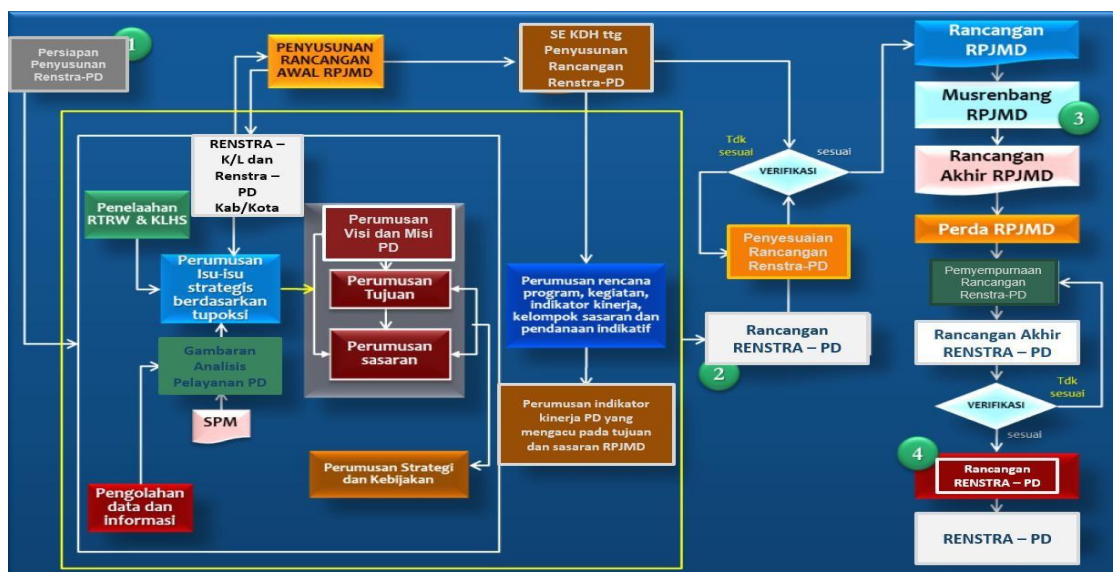 1
Persiapan
Penyusunan
Renstra-PD
PENYUSUNAN
RANCANGAN
AWAL RPJMD
SE KDH ttg
Penyusunan
Rancangan
Renstra-PD
Rancangan
RPJMD
Musrenbang
RPJMD
3
Rancangan
Akhir RPJMD
Perda RPJMD
Pemyempurnaan
Rancangan
Renstra-PD
Rancangan Akhir
RENSTRA – PD
Tdk
sesuai
VERIFIKASI
sesuai
4
Rancangan
RENSTRA – PD
RENSTRA – PD
RENSTRA –
K/L dan
Renstra –
PD
Kab/Kota
Penelaahan
RTRW & KLHS
Perumusan
Isu-isu
strategis
berdasarkan
tupoksi
Gambaran
Analisis
Pelayanan PD
SPM
Pengolahan
data dan
informasi
Perumusan
Visi dan Misi
PD
Perumusan
Tujuan
Perumusan
sasaran
Perumusan Strategi
dan Kebijakan
Perumusan rencana
program, kegiatan,
indikator kinerja,
kelompok sasaran dan
pendanaan indikatif
Perumusan indikator
kinerja PD yang
mengacu pada tujuan
dan sasaran RPJMD
Tdk
sesuai
sesuai
VERIFIKASI
Penyesuaian
Rancangan
Renstra-PD
Rancangan
RENSTRA – PD
2